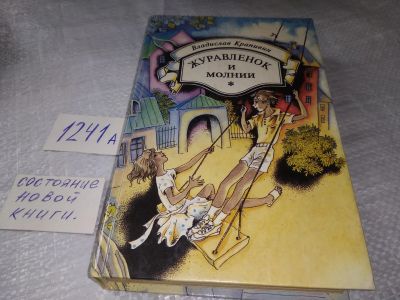 Владислав Крапивин
ЖУРАВЛЕНОК
И
МОЛНИИ
*
1241А
СОСТОЯНИЕ
НОВОЙ
КНИГИ.